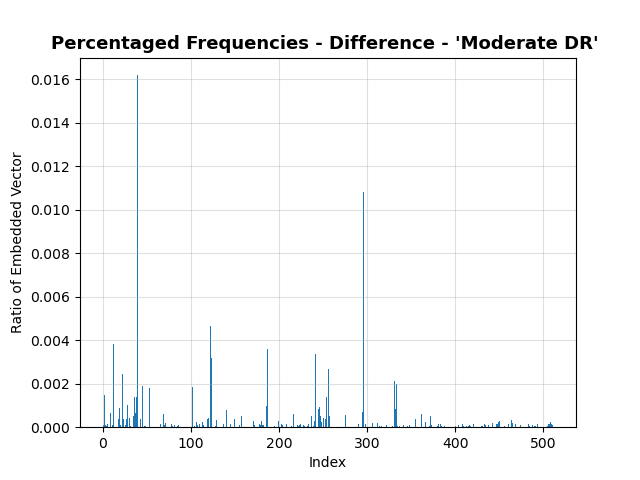 Percentaged Frequencies - Difference - 'Moderate DR'
0.016
0.014
0.012
0.010
0.008
0.006
0.004
0.002
0.000
Ratio of Embedded Vector
0 100 200 300 400 500
Index